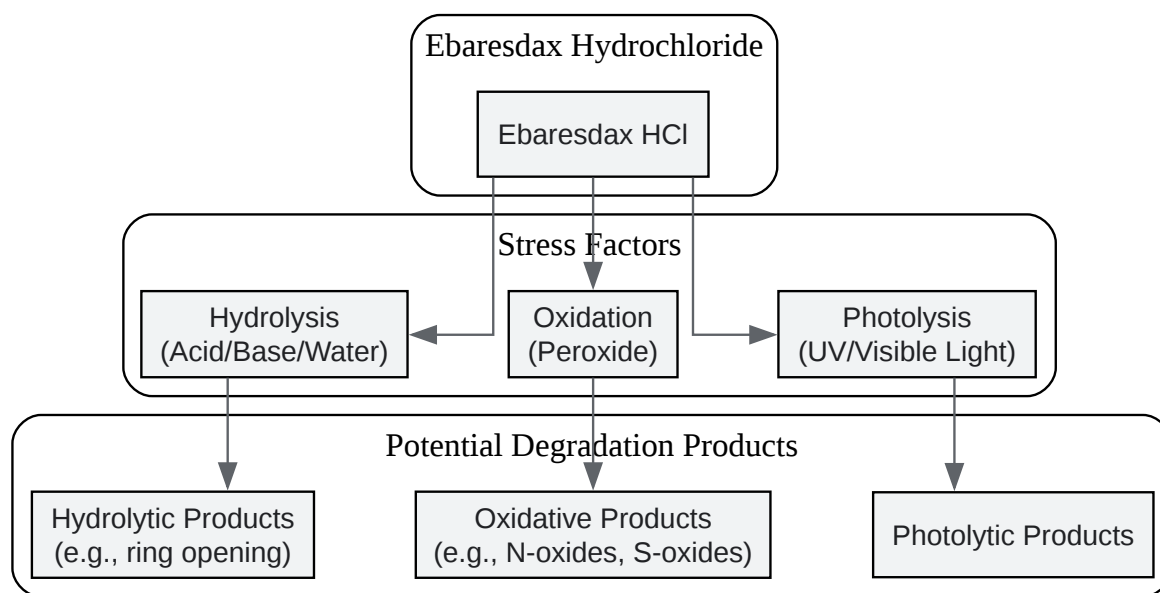 Ebaresdax Hydrochloride
Ebaresdax HCl
Stress Factors
Hydrolysis
(Acid/Base/Water)
Oxidation
(Peroxide)
Photolysis
(UV/Visible Light)
Potential Degradation Products
Hydrolytic Products
(e.g., ring opening)
Oxidative Products
(e.g., N-oxides, S-oxides)
Photolytic Products